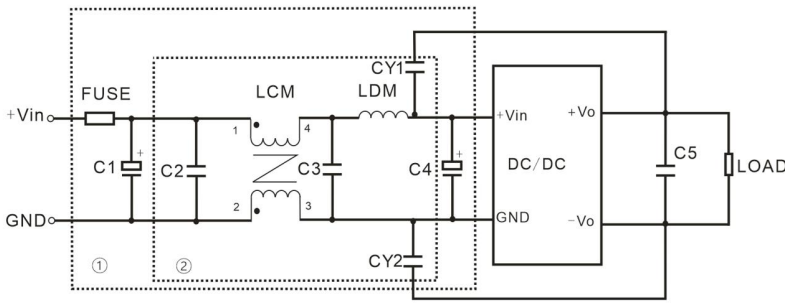 FUSE
LCM
CY1
LDM
+Vin
1
4
+
C1
C2
C3
C4
+
+Vin
+Vo
DC/DC
C5
LOAD
GND
2
3
GND
−Vo
①
②
CY2